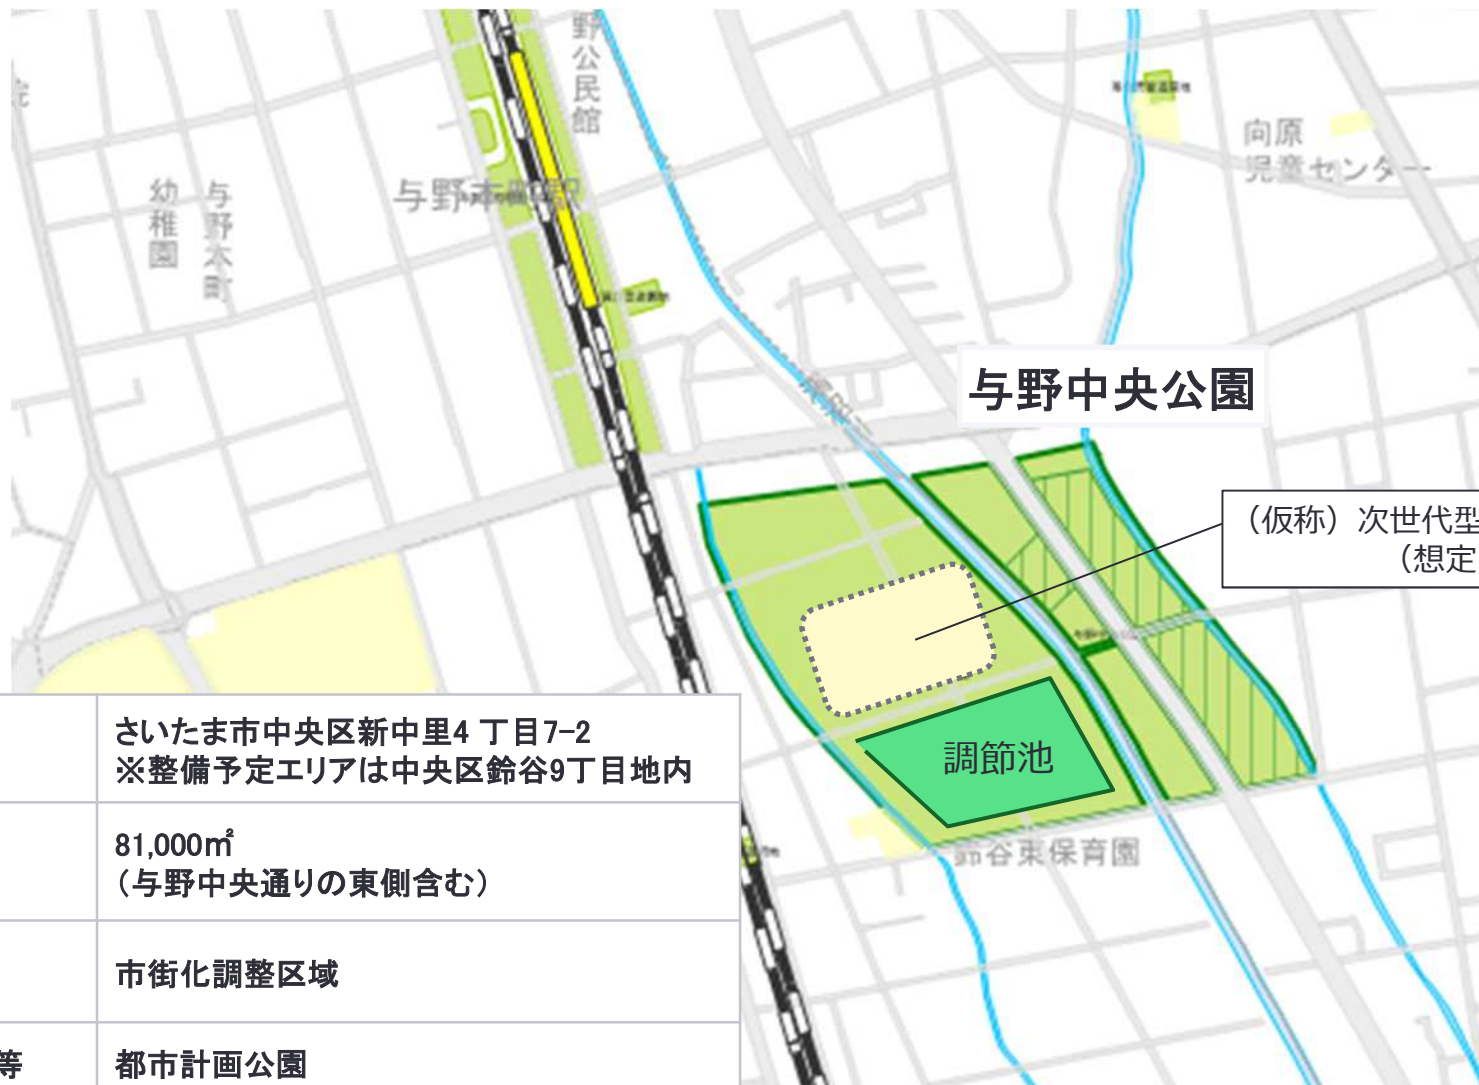 野公民館
向原
児童センター
幼稚園
与野本町
与野本町駅
与野中央公園
（仮称）次世代型
（想定
調節池
鈴谷東保育園
さいたま市中央区新中里4 丁目7-2
※整備予定エリアは中央区鈴谷9丁目地内
81,000㎡
（与野中央通りの東側含む）
市街化調整区域
等
都市計画公園